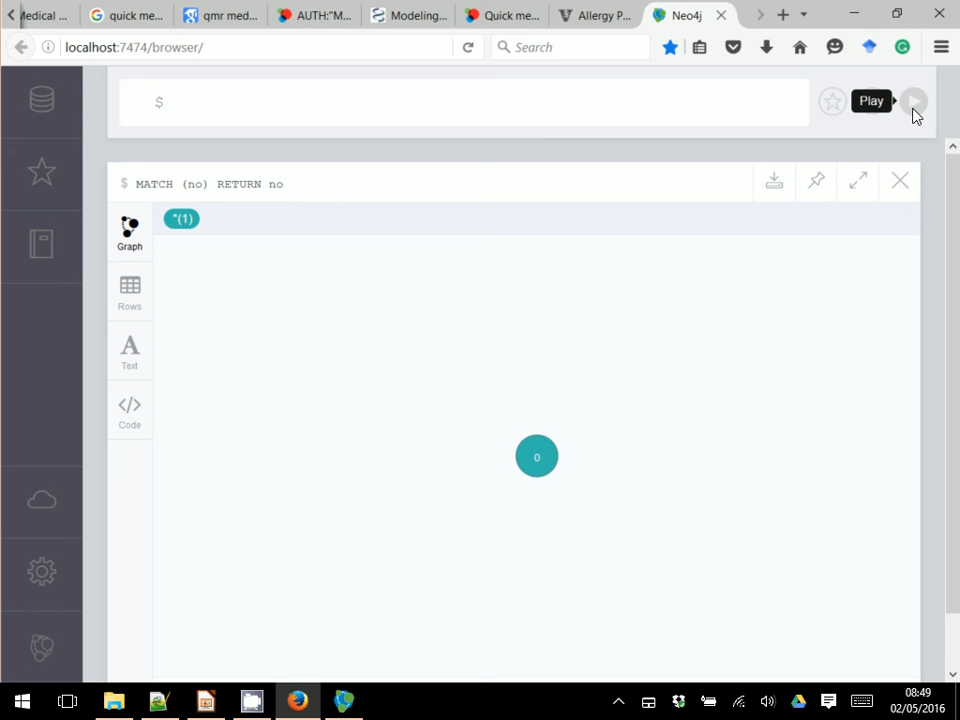 Medical ...
quick me...
qmr med...
AUTH:"M...
Modeling...
Quick me...
Allergy P...
Neo4j
localhost:7474/browser/
Search
$
Play
$ MATCH (no) RETURN no
*(1)
Graph
Rows
Text
Code
0
08:49
02/05/2016